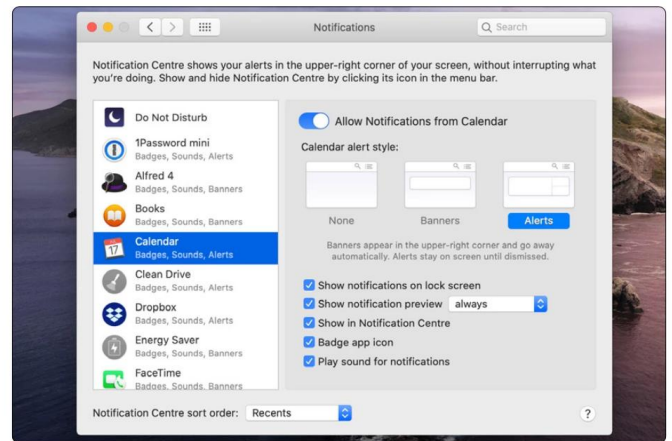 Notifications
Search
Notification Centre shows your alerts in the upper-right corner of your screen, without interrupting what
you're doing. Show and hide Notification Centre by clicking its icon in the menu bar.
Do Not Disturb
1Password mini
Badges, Sounds, Alerts
Alfred 4
Badges, Sounds, Banners
Books
Badges, Sounds, Banners
17
Calendar
Badges, Sounds, Alerts
Clean Drive
Badges, Sounds, Alerts
Dropbox
Badges, Sounds, Alerts
Energy Saver
Badges, Sounds, Banners
FaceTime
Badges, Sounds, Banners
Allow Notifications from Calendar
Calendar alert style:
None
Banners
Alerts
Banners appear in the upper-right corner and go away
automatically. Alerts stay on screen until dismissed.
Show notifications on lock screen
Show notification preview always
Show in Notification Centre
Badge app icon
Play sound for notifications
Notification Centre sort order: Recents
?